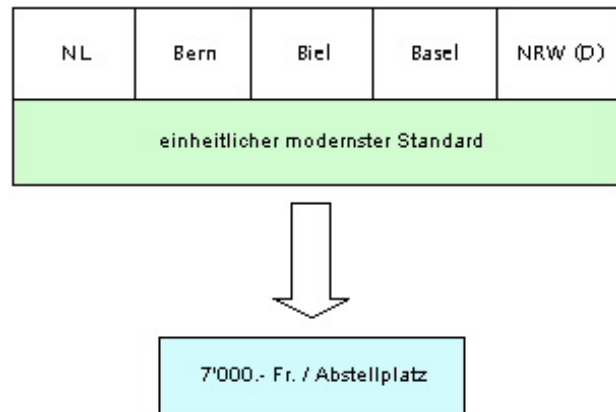 NL Bern Biel Basel NRW (D)
einheitlicher modernster Standard
7'000.- Fr. / Abstellplatz